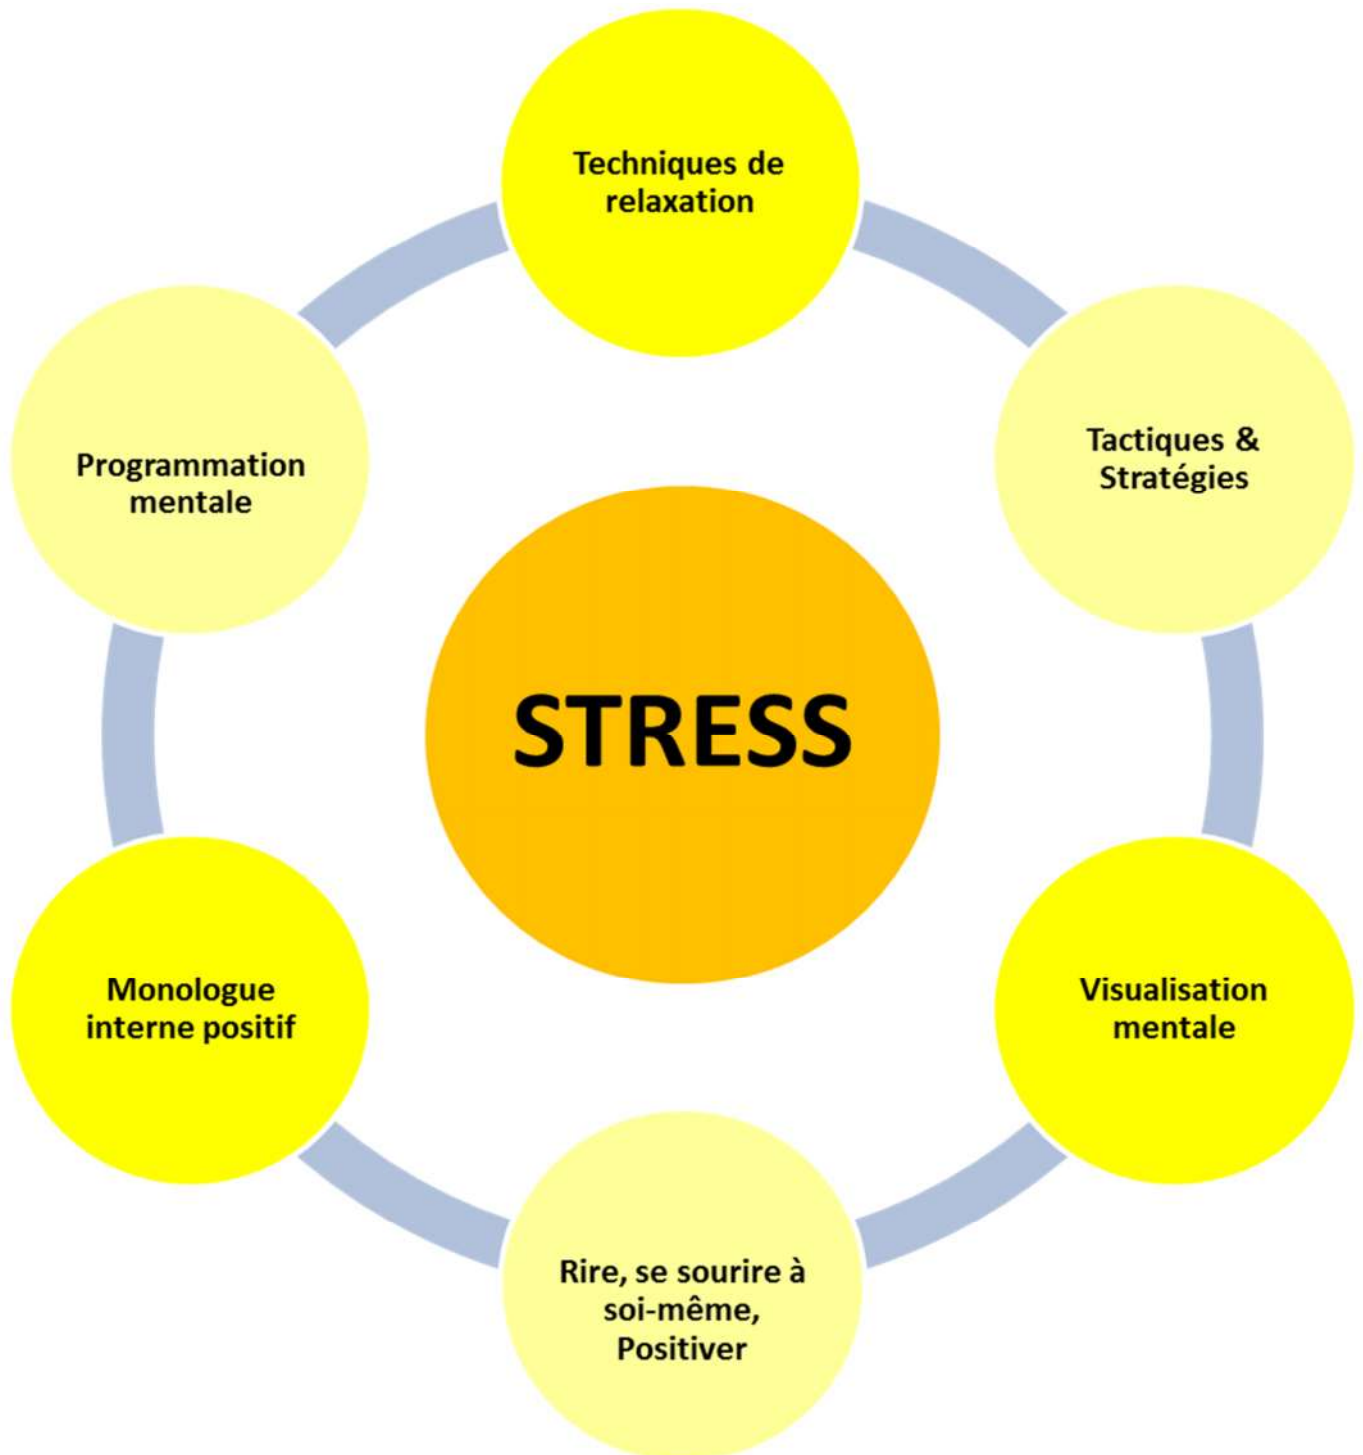 Techniques de
relaxation
Tactiques &
Stratégies
Programmation
mentale
STRESS
Monologue
interne positif
Visualisation
mentale
Rire, se sourire à
soi-même,
Positiver